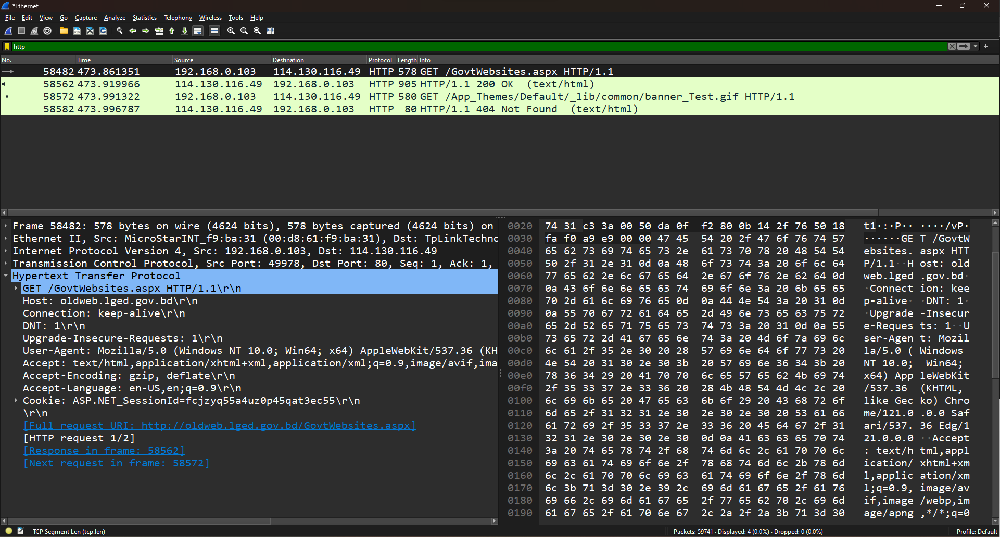 *Ethernet
File Edit View Go Capture Analyze Statistics Telephony Wireless Tools Help
http
No. Time Source Destination Protocol Length Info
58482 473.861351 192.168.0.103 114.130.116.49 HTTP 578 GET /GovtWebsites.aspx HTTP/1.1
58562 473.919966 114.130.116.49 192.168.0.103 HTTP 905 HTTP/1.1 200 OK (text/html)
58572 473.991322 192.168.0.103 114.130.116.49 HTTP 580 GET /App_Themes/Default/_lib/common/banner_Test.gif HTTP/1.1
58582 473.996787 114.130.116.49 192.168.0.103 HTTP 80 HTTP/1.1 404 Not Found (text/html)
Frame 58482: 578 bytes on wire (4624 bits), 578 bytes captured (4624 bits) on
Ethernet II, Src: MicroStarINT_f9:ba:31 (00:d8:61:f9:ba:31), Dst: TpLinkTechno
Internet Protocol Version 4, Src: 192.168.0.103, Dst: 114.130.116.49
Transmission Control Protocol, Src Port: 49978, Dst Port: 80, Seq: 1, Ack: 1,
Hypertext Transfer Protocol
GET /GovtWebsites.aspx HTTP/1.1\r\n
Host: oldweb.lged.gov.bd\r\n
Connection: keep-alive\r\n
DNT: 1\r\n
Upgrade-Insecure-Requests: 1\r\n
User-Agent: Mozilla/5.0 (Windows NT 10.0; Win64; x64) AppleWebKit/537.36 (KH
Accept: text/html,application/xhtml+xml,application/xml;q=0.9,image/avif,ima
Accept-Encoding: gzip, deflate\r\n
Accept-Language: en-US,en;q=0.9\r\n
Cookie: ASP.NET_SessionId=fcjzyq55a4uz0p45qat3ec55\r\n
\r\n
[Full request URI: http://oldweb.lged.gov.bd/GovtWebsites.aspx]
[HTTP request 1/2]
[Response in frame: 58562]
[Next request in frame: 58572]
0020 74 31 c3 3a 00 50 da 0f f2 80 0b 14 2f 76 50 18 t1·:·P·· ····/vP·
0030 fa f0 a9 e9 00 00 47 45 54 20 2f 47 6f 76 74 57 ······GE T /GovtW
0040 65 62 73 69 74 65 73 2e 61 73 70 78 20 48 54 54 ebsites. aspx HTT
0050 50 2f 31 2e 31 0d 0a 48 6f 73 74 3a 20 6f 6c 64 P/1.1··H ost: old
0060 77 65 62 2e 6c 67 65 64 2e 67 6f 76 2e 62 64 0d web.lged .gov.bd·
0070 0a 43 6f 6e 6e 65 63 74 69 6f 6e 3a 20 6b 65 65 ·Connect ion: kee
0080 70 2d 61 6c 69 76 65 0d 0a 44 4e 54 3a 20 31 0d p-alive· ·DNT: 1·
0090 0a 55 70 67 72 61 64 65 2d 49 6e 73 65 63 75 72 ·Upgrade -Insecur
00a0 65 2d 52 65 71 75 65 73 74 73 3a 20 31 0d 0a 55 e-Reques ts: 1··U
00b0 73 65 72 2d 41 67 65 6e 74 3a 20 4d 6f 7a 69 6c ser-Agen t: Mozil
00c0 6c 61 2f 35 2e 30 20 28 57 69 6e 64 6f 77 73 20 la/5.0 ( Windows
00d0 4e 54 20 31 30 2e 30 3b 20 57 69 6e 36 34 3b 20 NT 10.0; Win64;
00e0 78 36 34 29 20 41 70 70 6c 65 57 65 62 4b 69 74 x64) App leWebKit
00f0 2f 35 33 37 2e 33 36 20 28 4b 48 54 4d 4c 2c 20 /537.36 (KHTML,
0100 6c 69 6b 65 20 47 65 63 6b 6f 29 20 43 68 72 6f like Gec ko) Chro
0110 6d 65 2f 31 32 31 2e 30 2e 30 2e 30 20 53 61 66 me/121.0 .0.0 Saf
0120 61 72 69 2f 35 33 37 2e 33 36 20 45 64 67 2f 31 ari/537. 36 Edg/1
0130 32 31 2e 30 2e 30 2e 30 0d 0a 41 63 63 65 70 74 21.0.0.0 ··Accept
0140 3a 20 74 65 78 74 2f 68 74 6d 6c 2c 61 70 70 6c : text/h tml,appl
0150 69 63 61 74 69 6f 6e 2f 78 68 74 6d 6c 2b 78 6d ication/ xhtml+xm
0160 6c 2c 61 70 70 6c 69 63 61 74 69 6f 6e 2f 78 6d l,applic ation/xm
0170 6c 3b 71 3d 30 2e 39 2c 69 6d 61 67 65 2f 61 76 l;q=0.9, image/av
0180 69 66 2c 69 6d 61 67 65 2f 77 65 62 70 2c 69 6d if,image /webp,im
0190 61 67 65 2f 61 70 6e 67 2c 2a 2f 2a 3b 71 3d 30 age/apng ,*/*;q=0
TCP Segment Len (tcp.len) Packets: 59741 · Displayed: 4 (0.0%) · Dropped: 0 (0.0%) Profile: Default